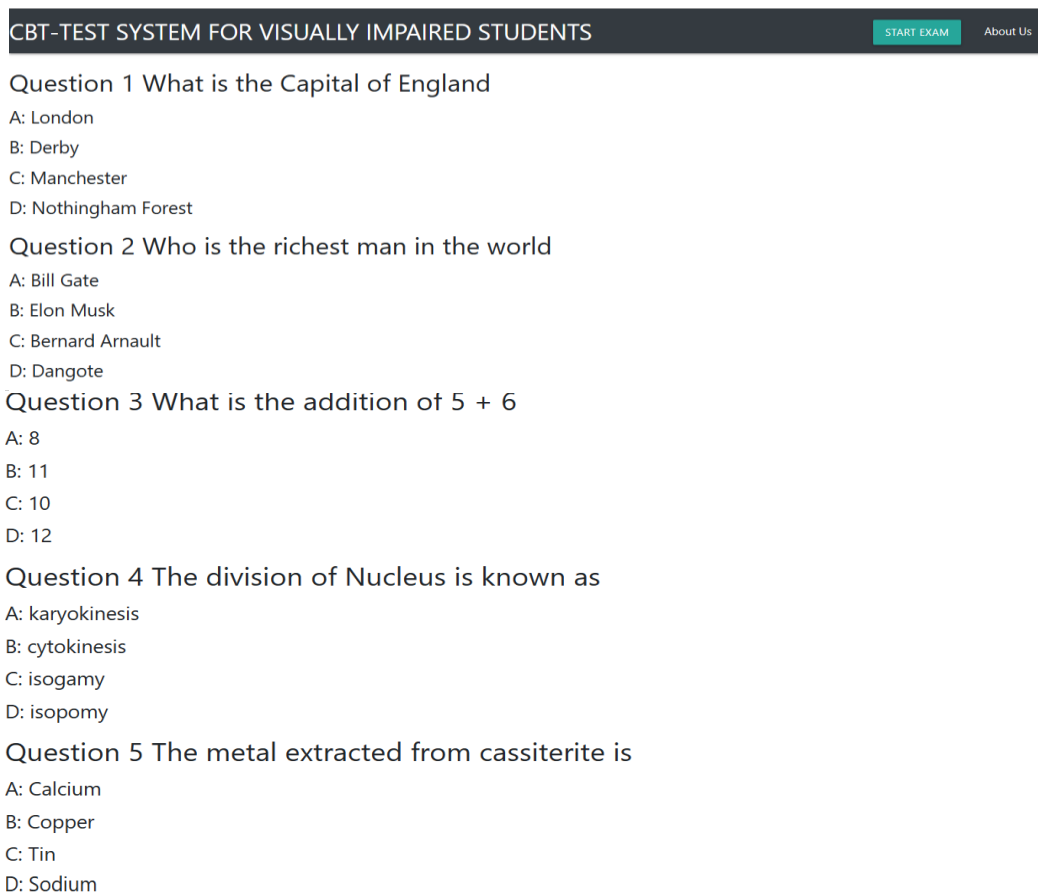 CBT-TEST SYSTEM FOR VISUALLY IMPAIRED STUDENTS START EXAM About Us
Question 1 What is the Capital of England
A: London
B: Derby
C: Manchester
D: Nothingham Forest
Question 2 Who is the richest man in the world
A: Bill Gate
B: Elon Musk
C: Bernard Arnault
D: Dangote
Question 3 What is the addition of 5 + 6
A: 8
B: 11
C: 10
D: 12
Question 4 The division of Nucleus is known as
A: karyokinesis
B: cytokinesis
C: isogamy
D: isopomy
Question 5 The metal extracted from cassiterite is
A: Calcium
B: Copper
C: Tin
D: Sodium